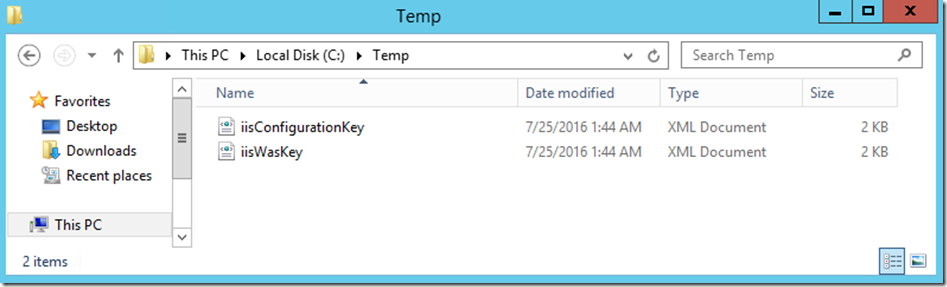 Temp
This PC Local Disk (C:) Temp
Search Temp
Favorites
Desktop
Downloads
Recent places
This PC
Name Date modified Type Size
iisConfigurationKey 7/25/2016 1:44 AM XML Document 2 KB
iisWasKey 7/25/2016 1:44 AM XML Document 2 KB
2 items